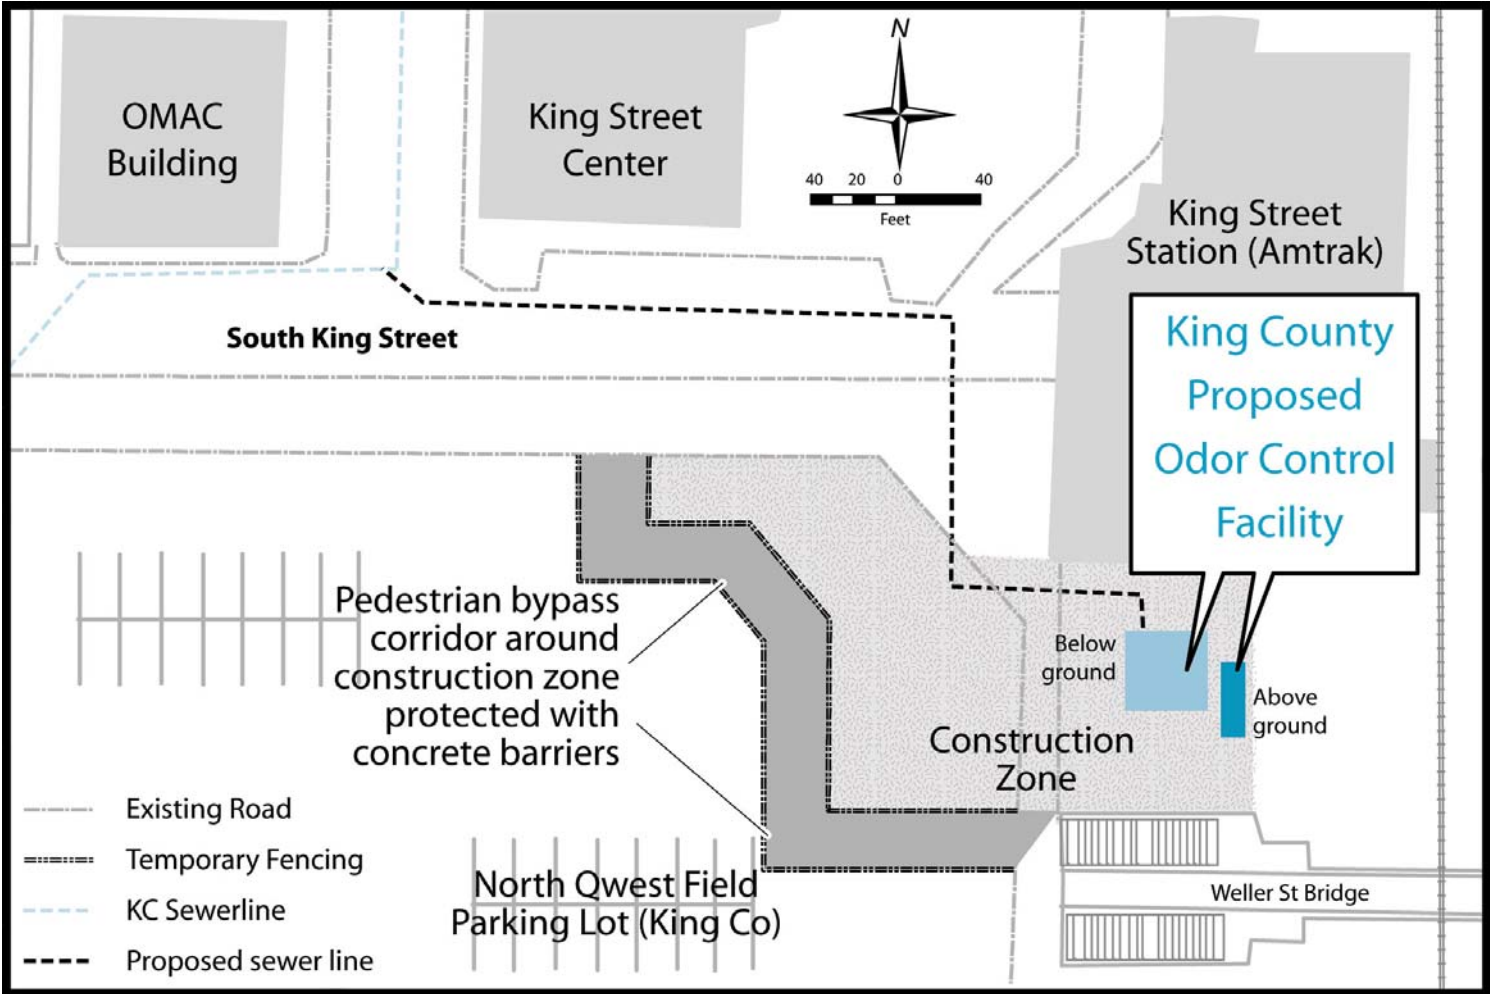 N
OMAC
Building
King Street
Center
40 20 0 40
Feet
King Street
Station (Amtrak)
King County
Proposed
Odor Control
Facility
South King Street
Pedestrian bypass
corridor around
construction zone
protected with
concrete barriers
Below
ground
Above
ground
Construction
Zone
Existing Road
Temporary Fencing
KC Sewerline
Proposed sewer line
North Qwest Field
Parking Lot (King Co)
Weller St Bridge